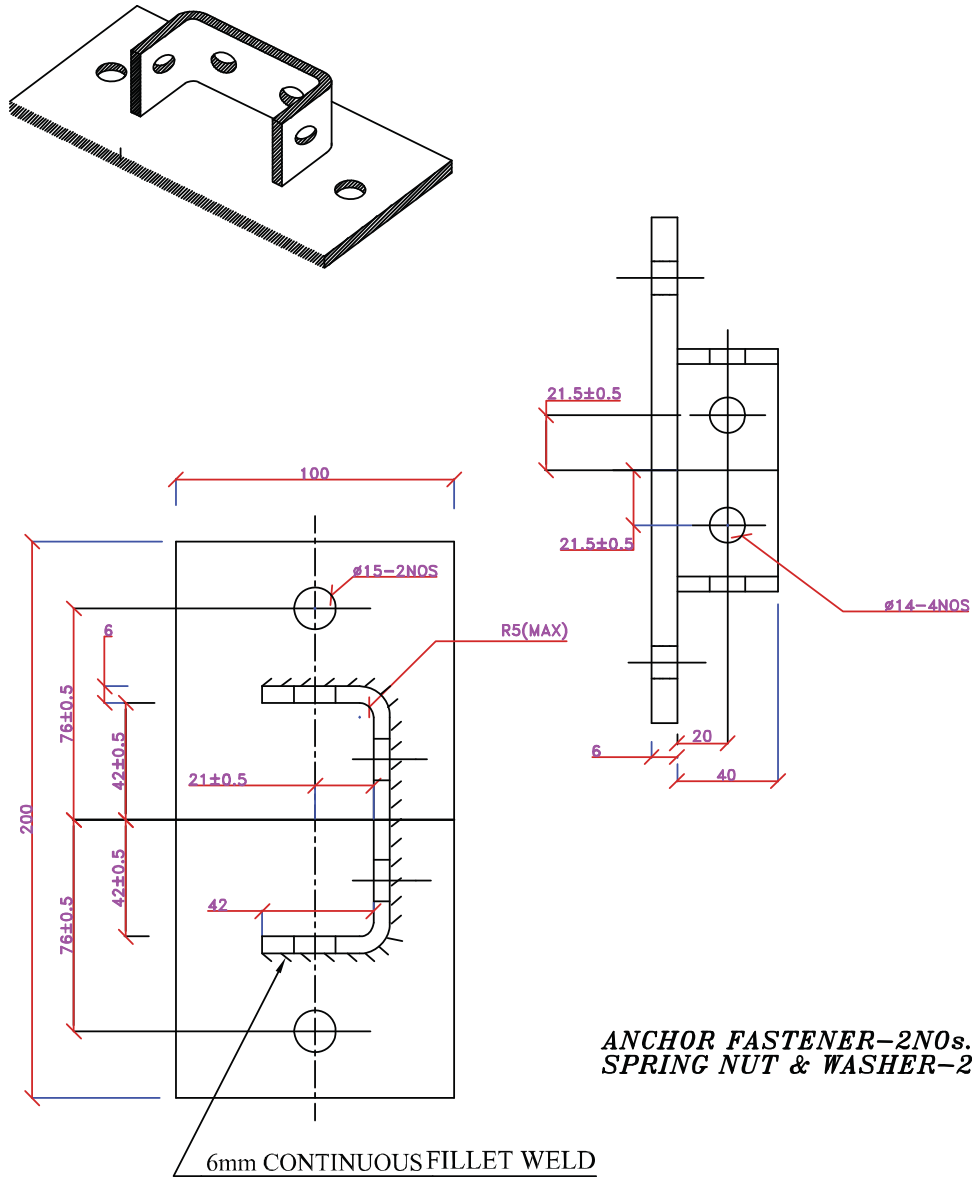 21.5±0.5
100
21.5±0.5
ø15-2NOS
ø14-4NOS
6
R5(MAX)
76±0.5
42±0.5
20
6
40
21±0.5
200
42±0.5
76±0.5
42
ANCHOR FASTENER-2NOs.
SPRING NUT & WASHER-2
6mm CONTINUOUS FILLET WELD